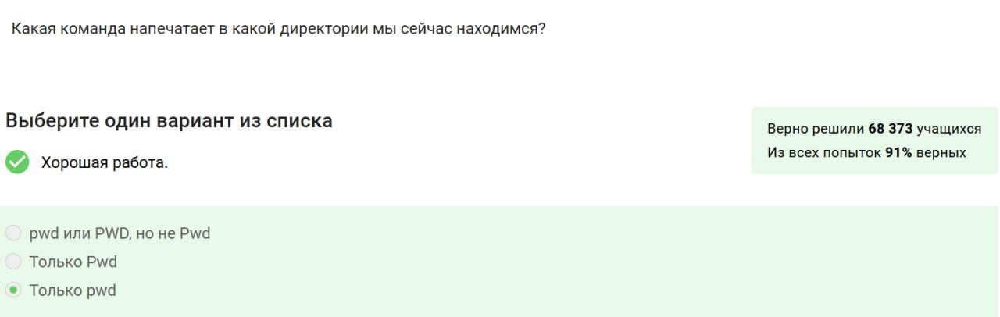 Какая команда напечатает в какой директории мы сейчас находимся?
Выберите один вариант из списка
Верно решили 68 373 учащихся
Из всех попыток 91% верных
Хорошая работа.
pwd или PWD, но не Pwd
Только Pwd
Только pwd